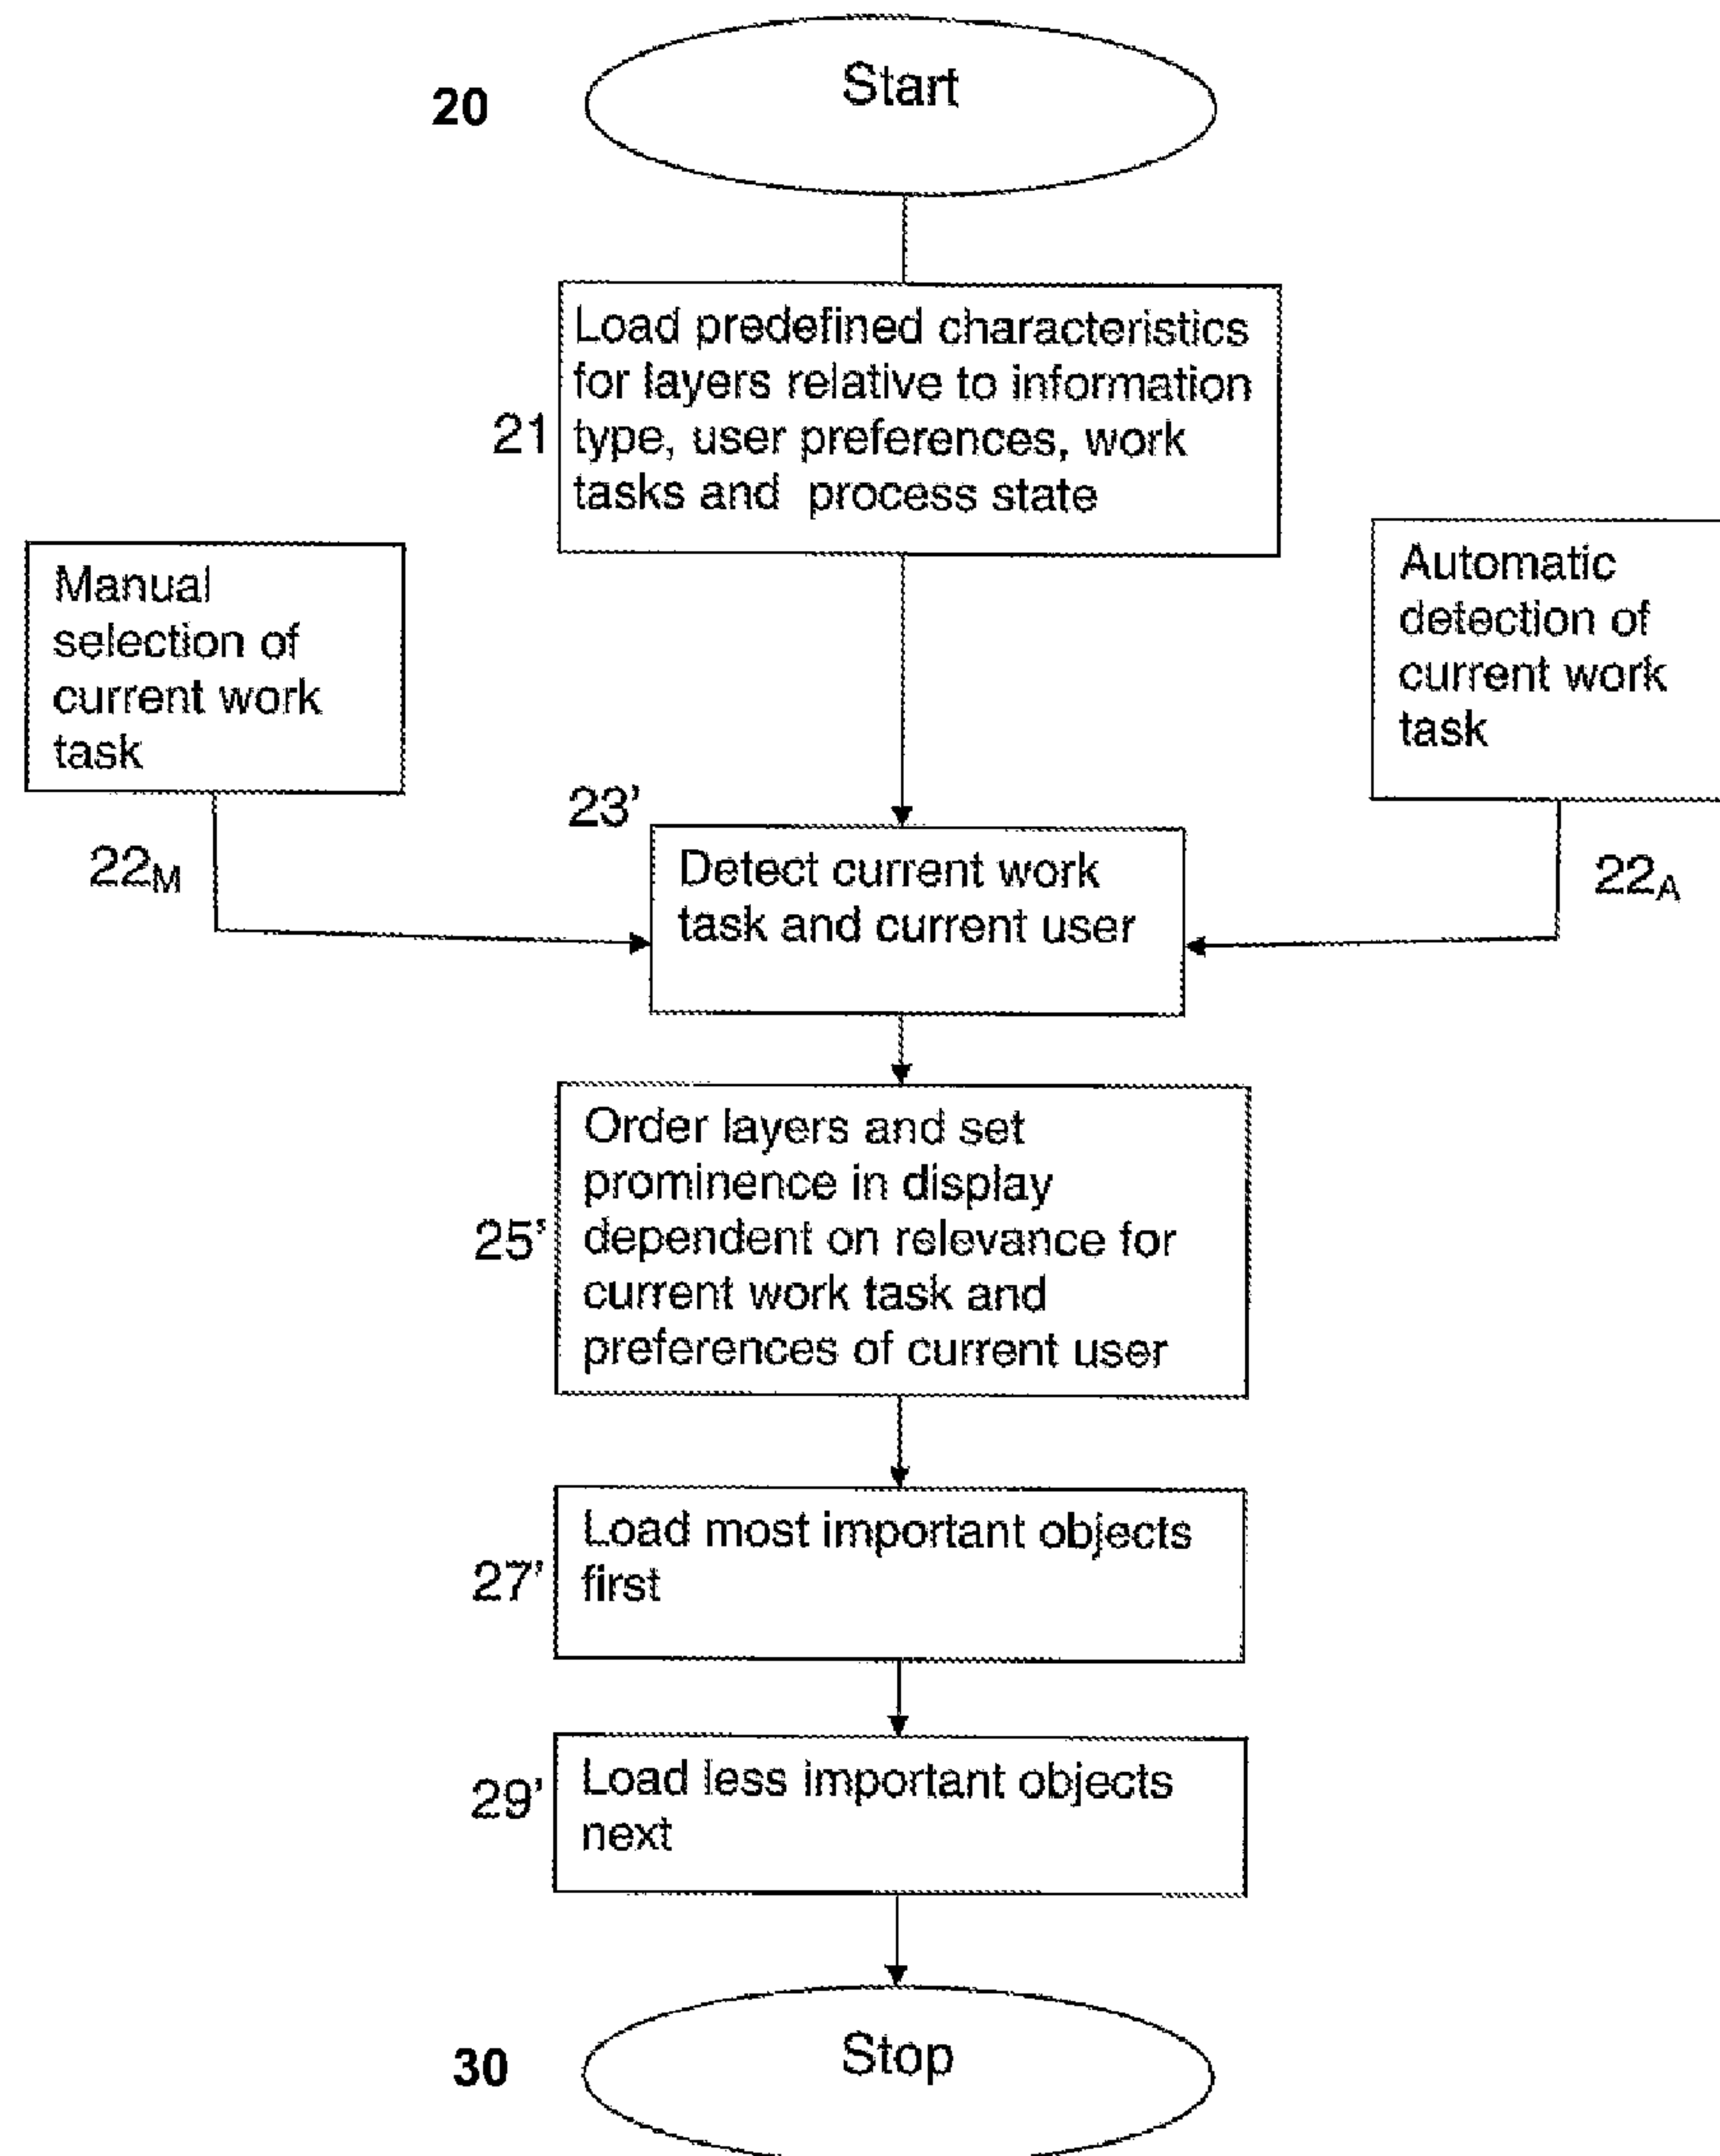 20
Start
Load predefined characteristics
for layers relative to information
type, user preferences, work
tasks and process state
21
Manual
selection of
current work
task
Automatic
detection of
current work
task
22M
23'
22A
Detect current work
task and current user
Order layers and set
prominence in display
dependent on relevance for
current work task and
preferences of current user
25'
Load most important objects
first
27'
Load less important objects
next
29'
30
Stop